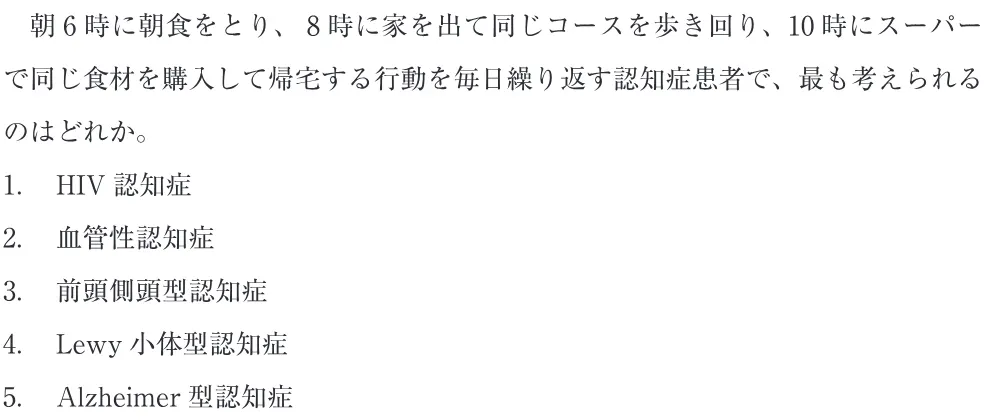 朝6時に朝食をとり、8時に家を出て同じコースを歩き回り、10時にスーパー
で同じ食材を購入して帰宅する行動を毎日繰り返す認知症患者で、最も考えられる
のはどれか。
1. HIV 認知症
2. 血管性認知症
3. 前頭側頭型認知症
4. Lewy 小体型認知症
5. Alzheimer 型認知症